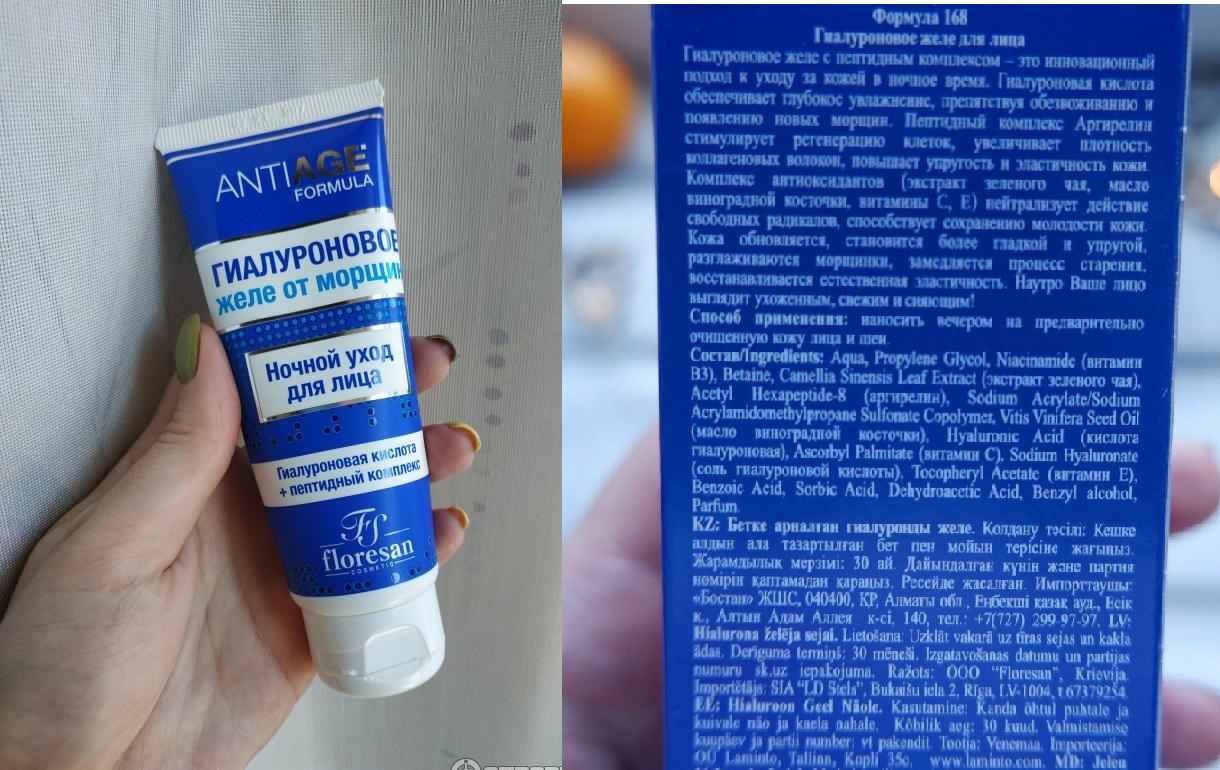 ANTIAGE
FORMULA
ГИАЛУРОНОВОЕ
желе от морщин
Ночной уход
для лица
Гиалуроновая кислота
+ пептидный комплекс
FS
floresan
COSMETIC
Формула 168
Гиалуроновое желе для лица
Гиалуроновое желе с пептидным комплексом – это инновационный
подход к уходу за кожей в ночное время. Гиалуроновая кислота
обеспечивает глубокое увлажнение, препятствуя обезвоживанию и
появлению новых морщин. Пептидный комплекс Аргирелин
стимулирует регенерацию клеток, увеличивает плотность
коллагеновых волокон, повышает упругость и эластичность кожи.
Комплекс антиоксидантов (экстракт зеленого чая, масло
виноградной косточки, витамины С, Е) нейтрализует действие
свободных радикалов, способствует сохранению молодости кожи.
Кожа обновляется, становится более гладкой и упругой,
разглаживаются морщинки, замедляется процесс старения,
восстанавливается естественная эластичность. Наутро Ваше лицо
выглядит ухоженным, свежим и сияющим!
Способ применения: наносить вечером на предварительно
очищенную кожу лица и шеи.
Состав/Ingredients: Aqua, Propylene Glycol, Niacinamide (витамин
В3), Betaine, Camellia Sinensis Leaf Extract (экстракт зеленого чая),
Acetyl Hexapeptide-8 (аргирелин), Sodium Acrylate/Sodium
Acrylamidomethylpropane Sulfonate Copolymer, Vitis Vinifera Seed Oil
(масло виноградной косточки), Hyaluronic Acid (кислота
гиалуроновая), Ascorbyl Palmitate (витамин С), Sodium Hyaluronate
(соль гиалуроновой кислоты), Tocopheryl Acetate (витамин Е),
Benzoic Acid, Sorbic Acid, Dehydroacetic Acid, Benzyl alcohol,
Parfum.
KZ: Бетке арналған гиалуронды желе. Қолдану тәсілі: Кешке
алдын ала тазартылған бет пен мойын терісіне жағыңыз.
Жарамдылық мерзімі: 30 ай. Дайындалған күнін және партия
нөмірін қаптамадан қараңыз. Ресейде жасалған. Импорттаушы:
«Бостан» ЖШС, 040400, ҚР, Алматы обл., Еңбекші қазақ ауд., Есік
к., Алтын Адам Аллея к-сі, 140, тел.: +7(727) 299-97-97. LV:
Hialurona želēja sejai. Lietošana: Uzklāt vakarā uz tīras sejas un kakla
ādas. Derīguma termiņš: 30 mēneši. Izgatavošanas datumu un partijas
numuru sk.uz iepakojuma. Ražots: OOO "Floresan", Krievija.
Importētājs: SIA "LD Stels", Bukaišu iela 2, Rīga, LV-1004, t.67379254
EE: Hialuroon Geel Näole. Kasutamine: Kanda õhtul puhtale ja
kuivale näo ja kaela nahale. Kõbilik aeg: 30 kuud. Valmistamise
kuupäev ja partii number: vt pakendit. Tootja: Venemaa. Importeerija:
OÜ Laminto, Tallinn, Kopli 35c. www.laminto.com. MD: Jeleu